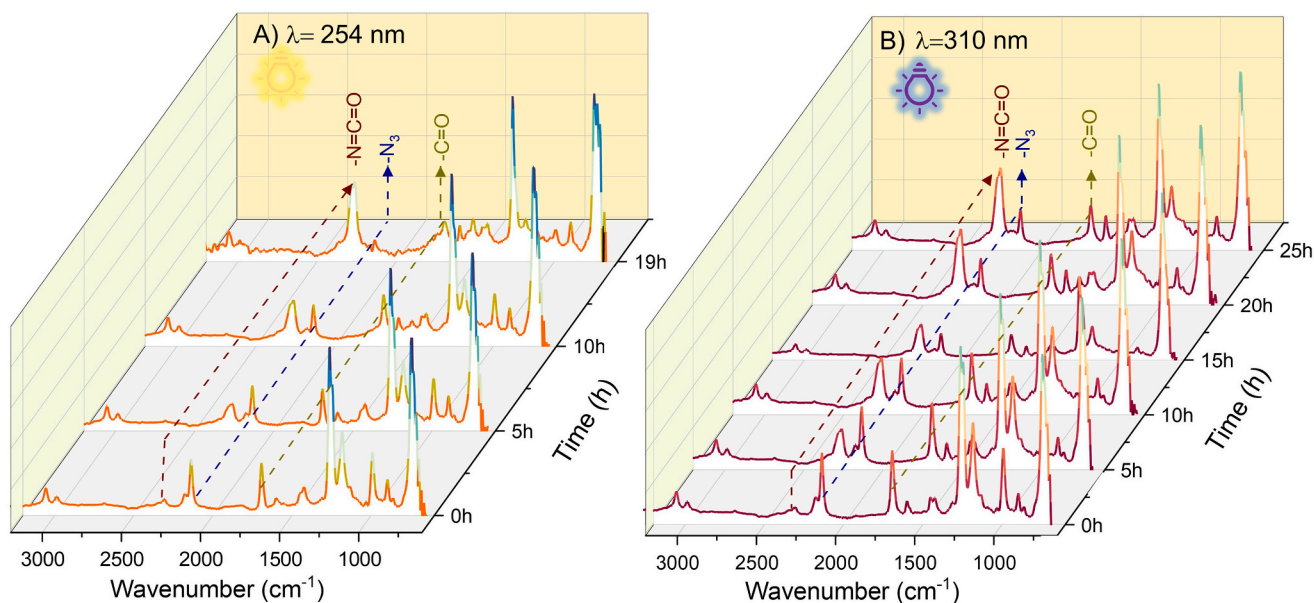 A) λ= 254 nm
-N=C=O
-N₃
-C=O
19h
10h
5h
0h
Time (h)
3000 2500 2000 1500 1000
Wavenumber (cm⁻¹)
B) λ=310 nm
-N=C=O
-N₃
-C=O
25h
20h
15h
10h
5h
0h
Time (h)
3000 2500 2000 1500 1000
Wavenumber (cm⁻¹)